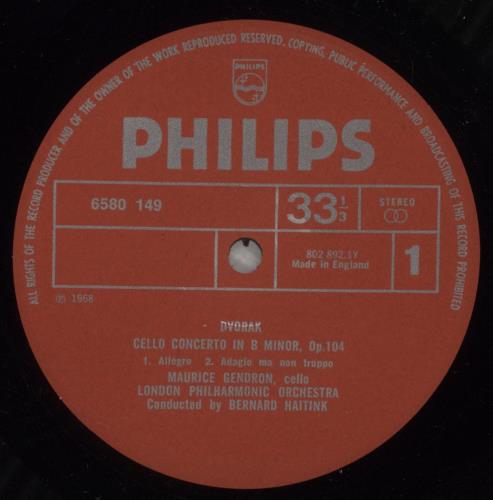 ALL RIGHTS OF THE RECORD PRODUCER AND OF THE OWNER OF THE WORK REPRODUCED RESERVED. COPYING, PUBLIC PERFORMANCE AND BROADCASTING OF THIS RECORD PROHIBITED
PHILIPS
PHILIPS
6580 149
33 1/3
STEREO
802 892.1Y
Made in England
1
℗ 1968
DVORAK
CELLO CONCERTO IN B MINOR, Op.104
1. Allegro 2. Adagio ma non troppo
MAURICE GENDRON, cello
LONDON PHILHARMONIC ORCHESTRA
Conducted by BERNARD HAITINK